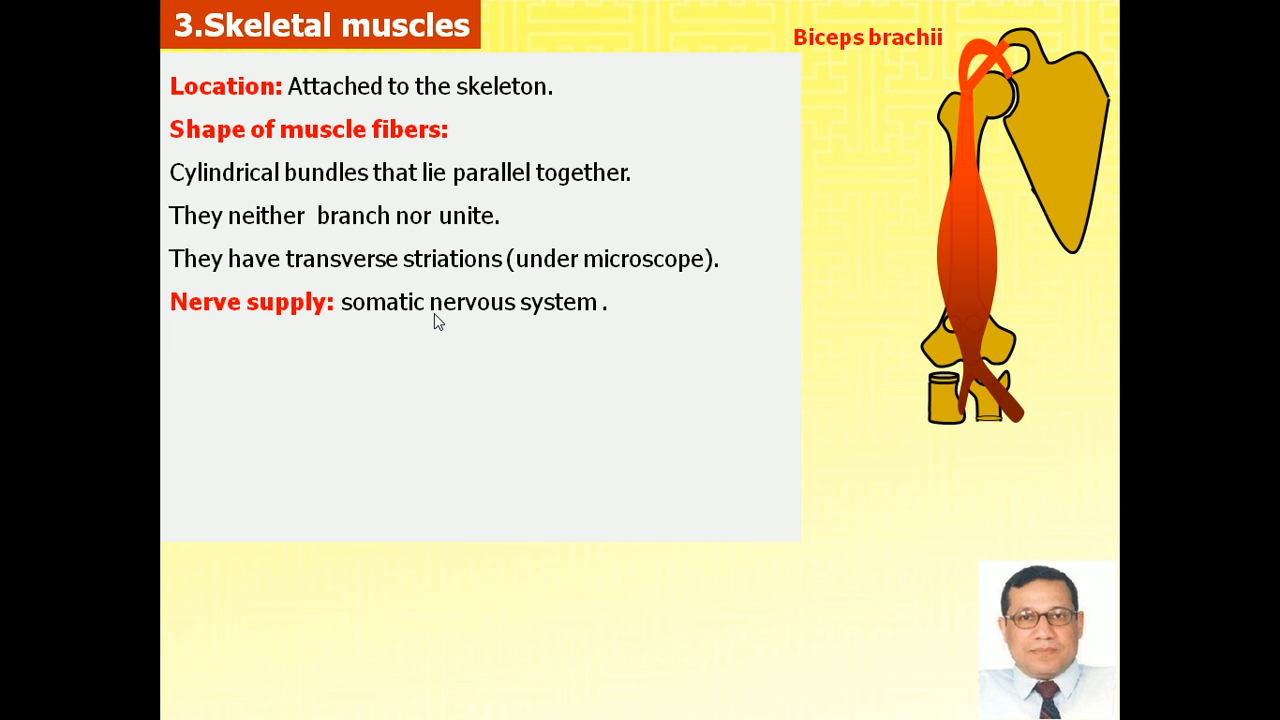 3.Skeletal muscles
Biceps brachii
Location: Attached to the skeleton.
Shape of muscle fibers:
Cylindrical bundles that lie parallel together.
They neither branch nor unite.
They have transverse striations (under microscope).
Nerve supply: somatic nervous system .